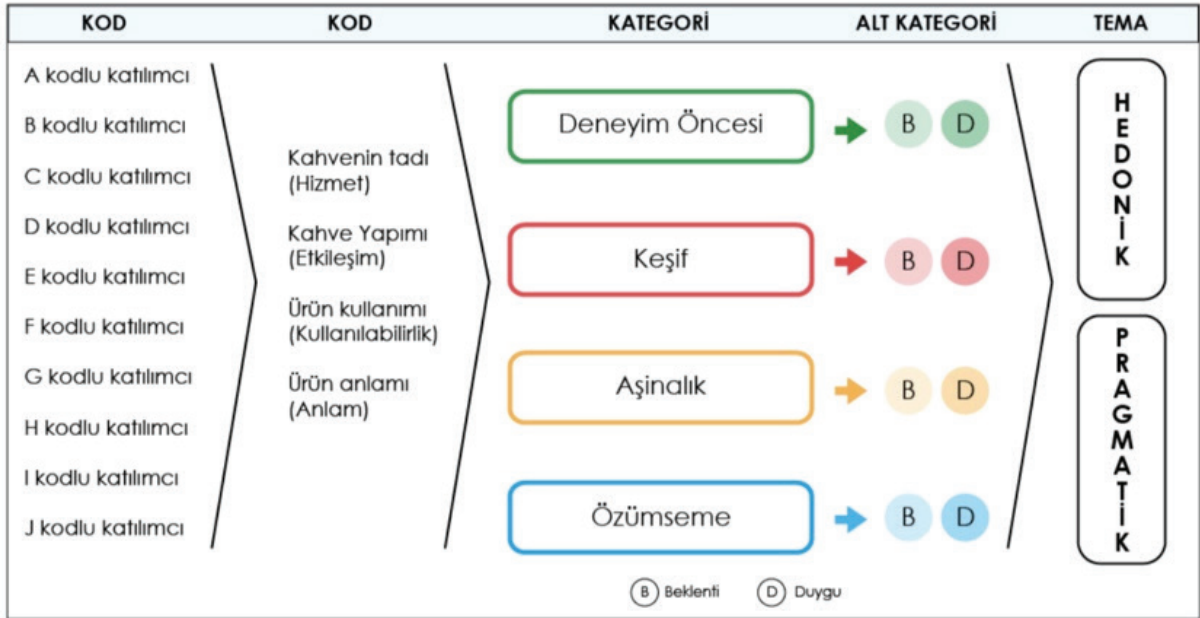 KOD KOD KATEGORİ ALT KATEGORİ TEMA
A kodlu katılımcı
B kodlu katılımcı
C kodlu katılımcı
D kodlu katılımcı
E kodlu katılımcı
F kodlu katılımcı
G kodlu katılımcı
H kodlu katılımcı
I kodlu katılımcı
J kodlu katılımcı
Kahvenin tadı
(Hizmet)
Kahve Yapımı
(Etkileşim)
Ürün kullanımı
(Kullanılabilirlik)
Ürün anlamı
(Anlam)
Deneyim Öncesi
B D
Keşif
B D
Aşinalık
B D
Özümseme
B D
HEDONİK
PRAGMATİK
B Beklenti D Duygu